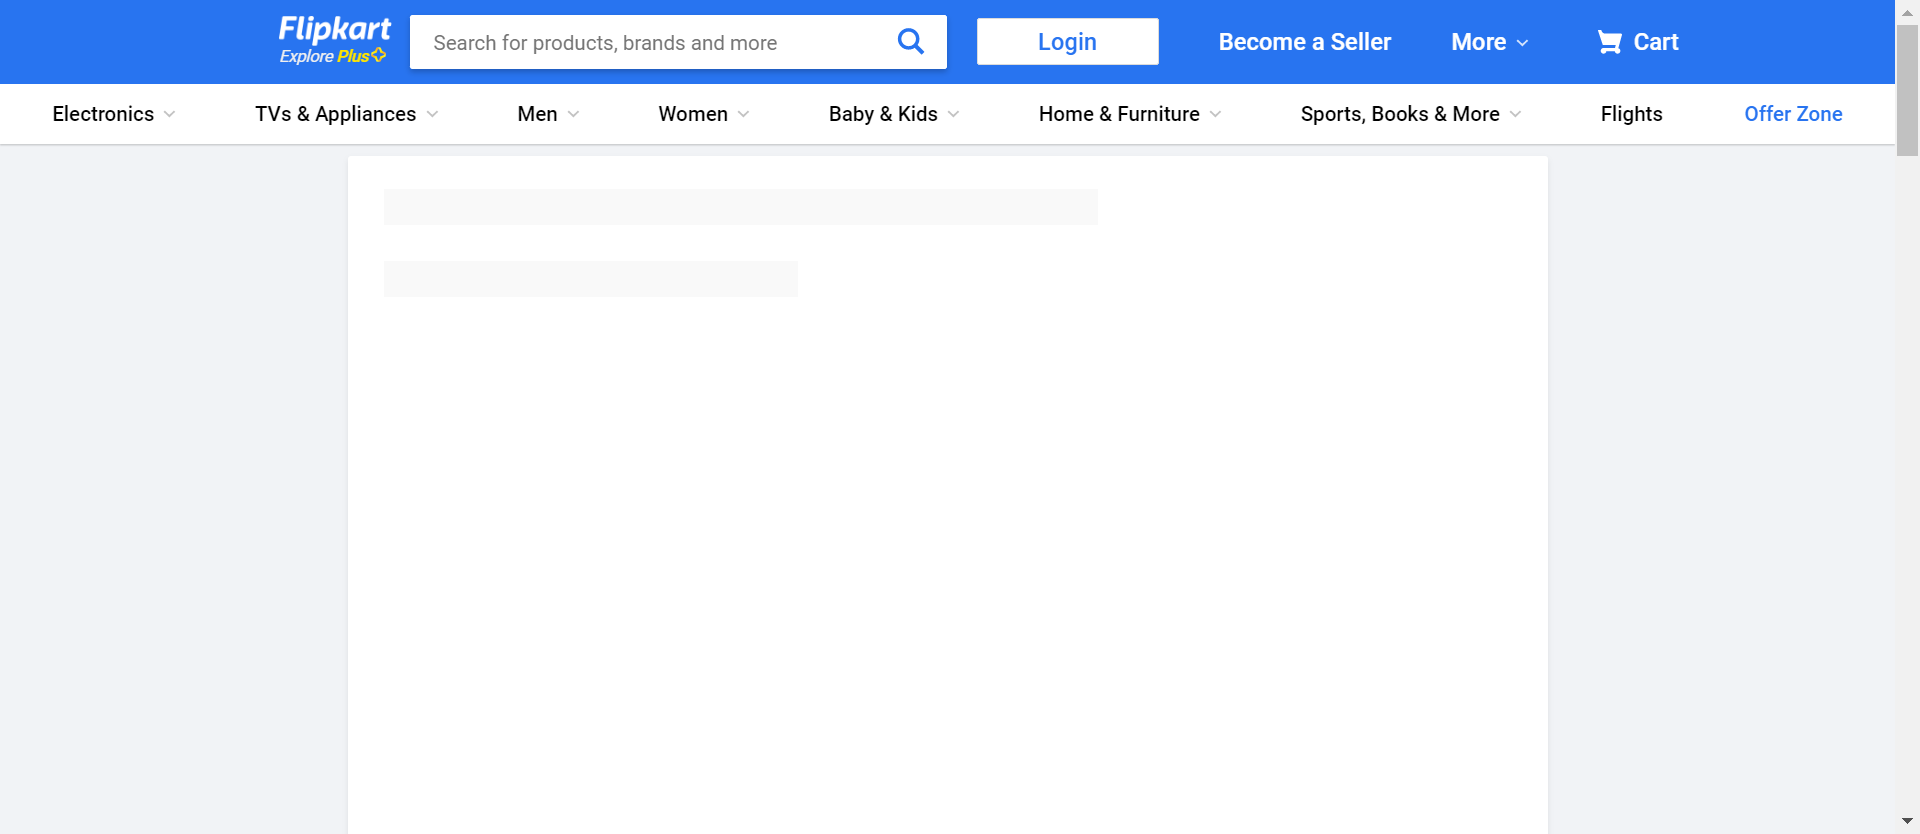 Flipkart
Explore Plus
Search for products, brands and more
Login
Become a Seller
More
Cart
Electronics
TVs & Appliances
Men
Women
Baby & Kids
Home & Furniture
Sports, Books & More
Flights
Offer Zone